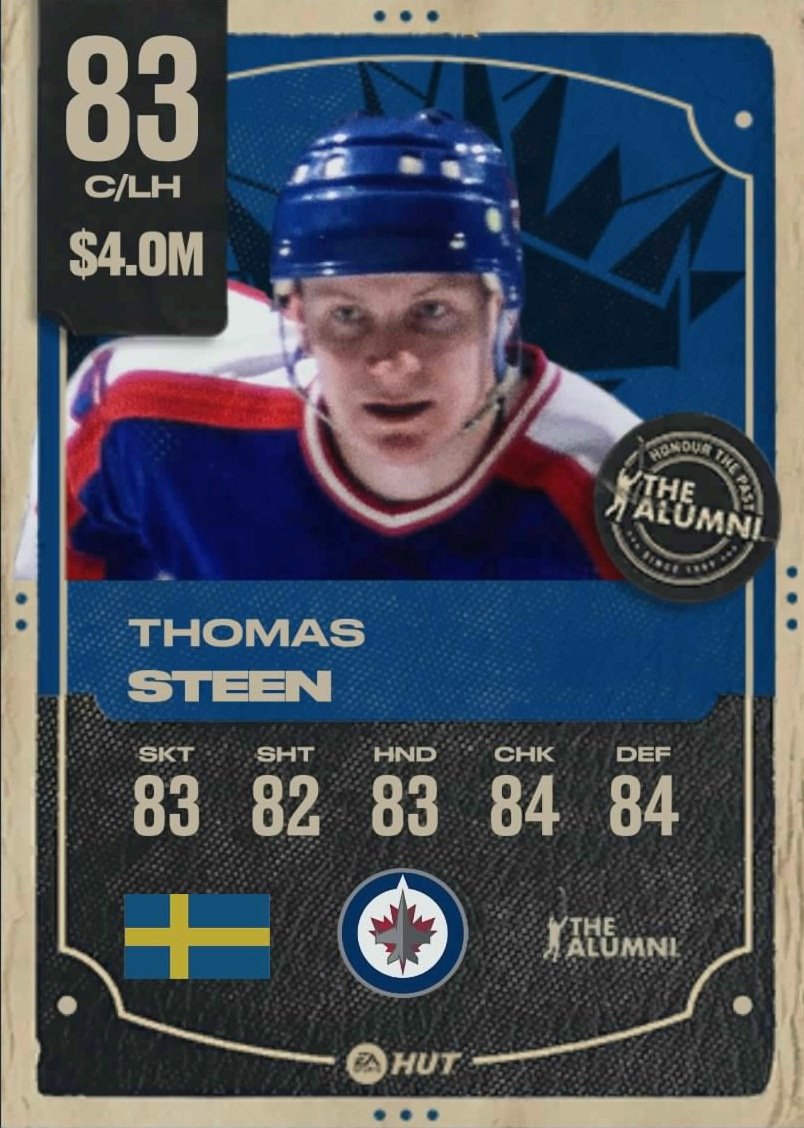 83
C/LH
$4.0M
HONOUR THE PAST
THE
ALUMNI
THOMAS
STEEN
SKT SHT HND CHK DEF
83 82 83 84 84
THE
ALUMNI
EA
HUT